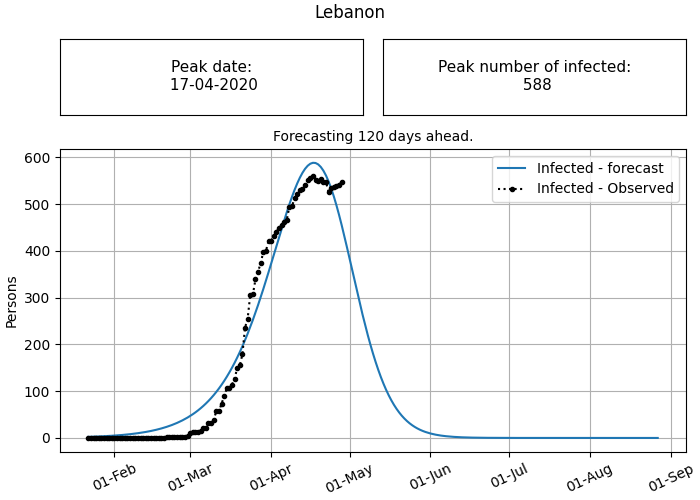 Lebanon
Peak date:
17-04-2020
Peak number of infected:
588
Forecasting 120 days ahead.
Infected - forecast
Infected - Observed
Persons
600
500
400
300
200
100
0
01-Feb
01-Mar
01-Apr
01-May
01-Jun
01-Jul
01-Aug
01-Sep